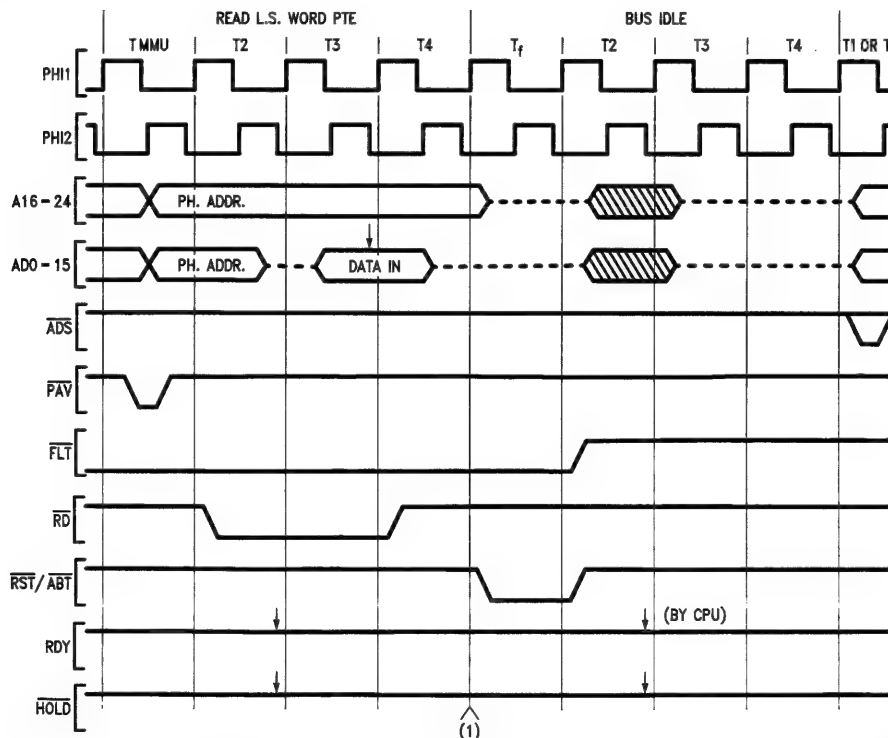 READ L.S. WORD PTE BUS IDLE
T MMU T2 T3 T4 Tf T2 T3 T4 T1 OR T
PHI1
PHI2
A16-24 PH. ADDR.
AD0-15 PH. ADDR. DATA IN
ADS
PAV
FLT
RD
RST/ABT
(BY CPU)
RDY
HOLD
(1)